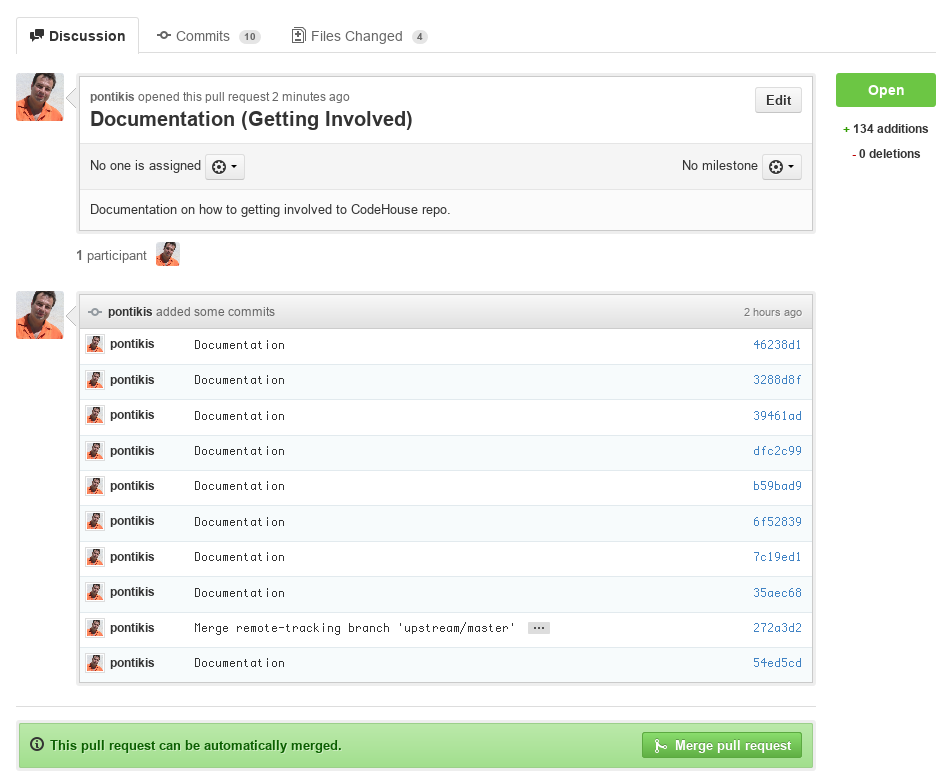 Discussion Commits 10 Files Changed 4
pontikis opened this pull request 2 minutes ago
Documentation (Getting Involved)
Edit
No one is assigned
No milestone
Documentation on how to getting involved to CodeHouse repo.
Open
+ 134 additions
- 0 deletions
1 participant
pontikis added some commits 2 hours ago
pontikis Documentation 46238d1
pontikis Documentation 3288d8f
pontikis Documentation 39461ad
pontikis Documentation dfc2c99
pontikis Documentation b59bad9
pontikis Documentation 6f52839
pontikis Documentation 7c19ed1
pontikis Documentation 35aec68
pontikis Merge remote-tracking branch 'upstream/master' ... 272a3d2
pontikis Documentation 54ed5cd
This pull request can be automatically merged.
Merge pull request